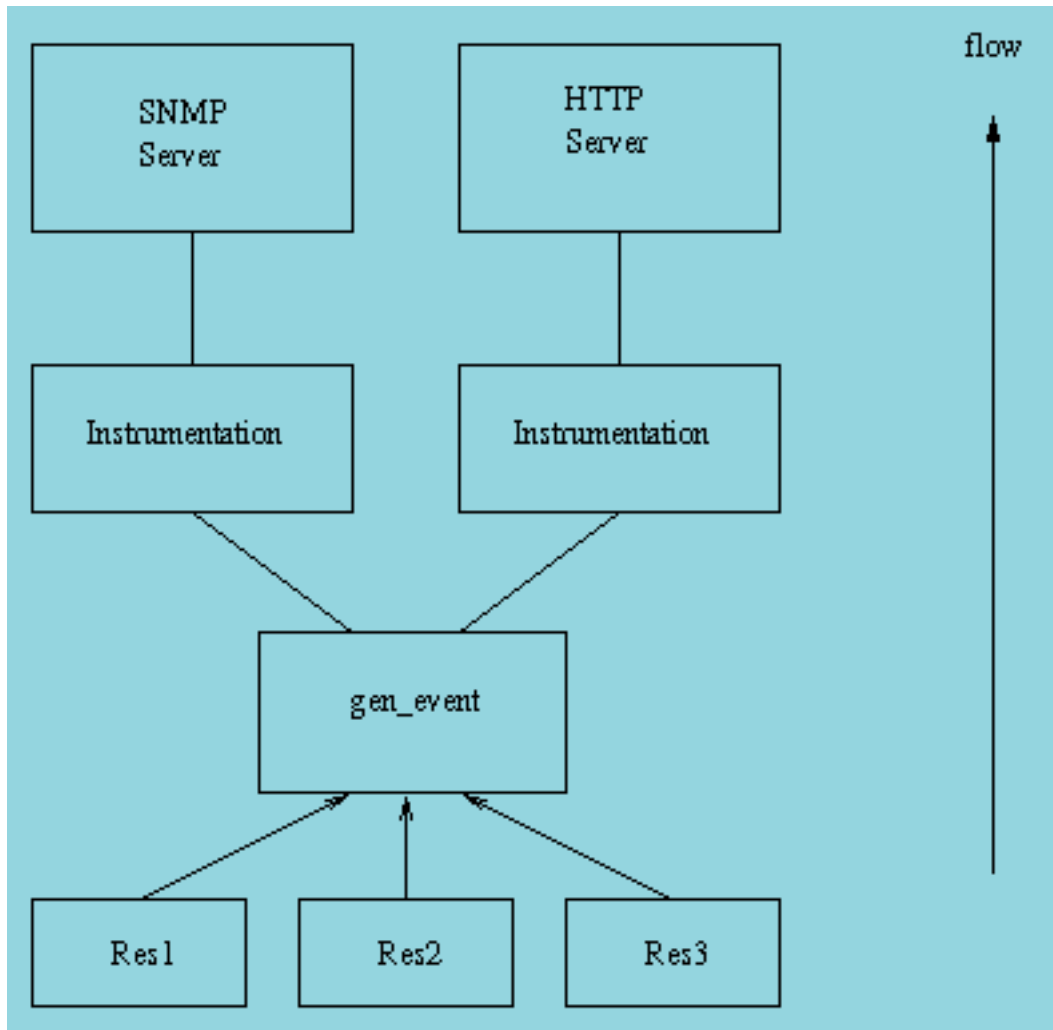 SNMP
Server
HTTP
Server
flow
Instrumentation
Instrumentation
gen_event
Res1
Res2
Res3